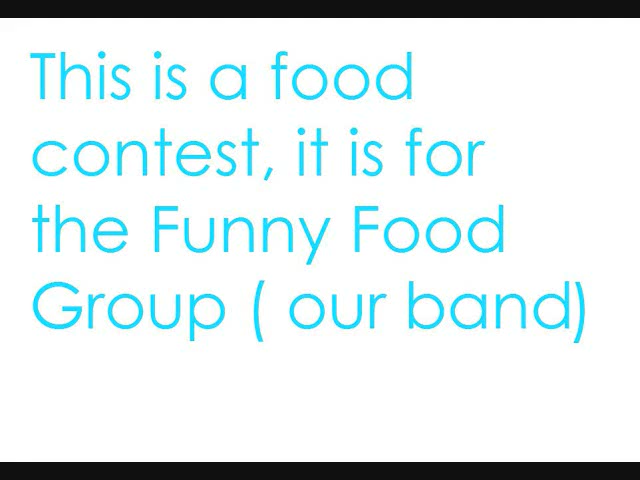 This is a food
contest, it is for
the Funny Food
Group ( our band)